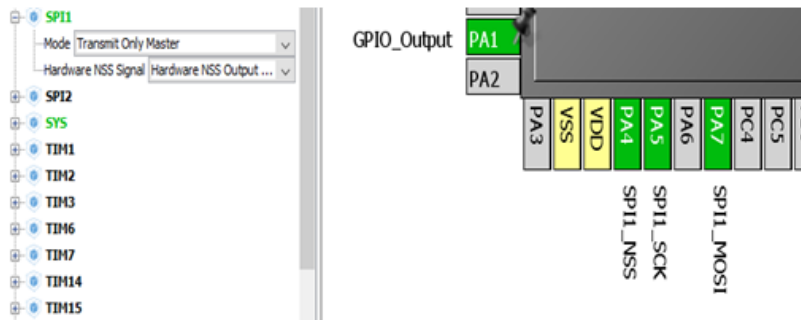 SPI1
Mode Transmit Only Master
Hardware NSS Signal Hardware NSS Output ...
SPI2
SYS
TIM1
TIM2
TIM3
TIM6
TIM7
TIM14
TIM15
GPIO_Output PA1
PA2
PA3
VSS
VDD
PA4
PA5
PA6
PA7
PC4
PC5
SPI1_NSS
SPI1_SCK
SPI1_MOSI